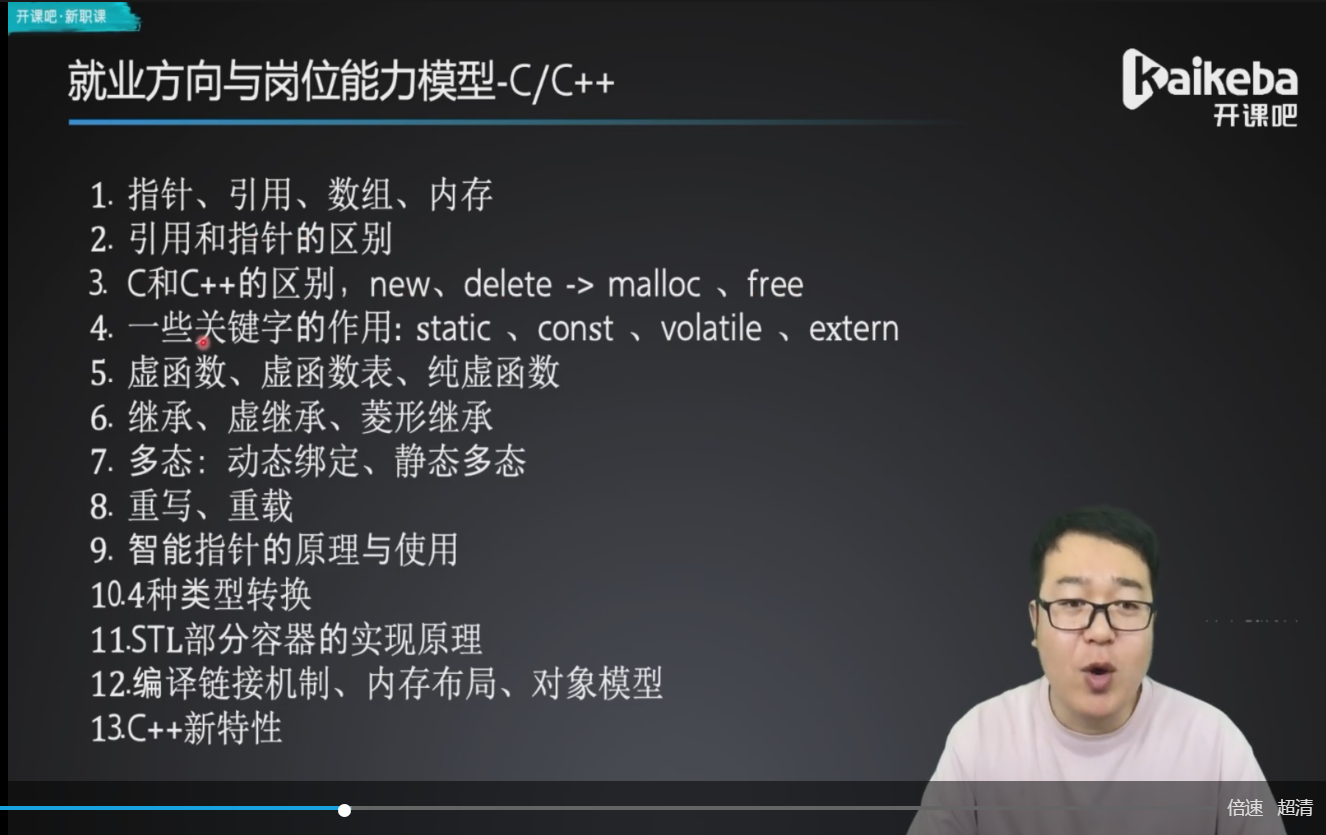 开课吧·新职课
就业方向与岗位能力模型-C/C++
Kaikeba
开课吧
1. 指针、引用、数组、内存
2. 引用和指针的区别
3. C和C++的区别，new、delete -> malloc 、free
4. 一些关键字的作用: static 、const 、volatile 、extern
5. 虚函数、虚函数表、纯虚函数
6. 继承、虚继承、菱形继承
7. 多态：动态绑定、静态多态
8. 重写、重载
9. 智能指针的原理与使用
10.4种类型转换
11.STL部分容器的实现原理
12.编译链接机制、内存布局、对象模型
13.C++新特性
倍速 超清